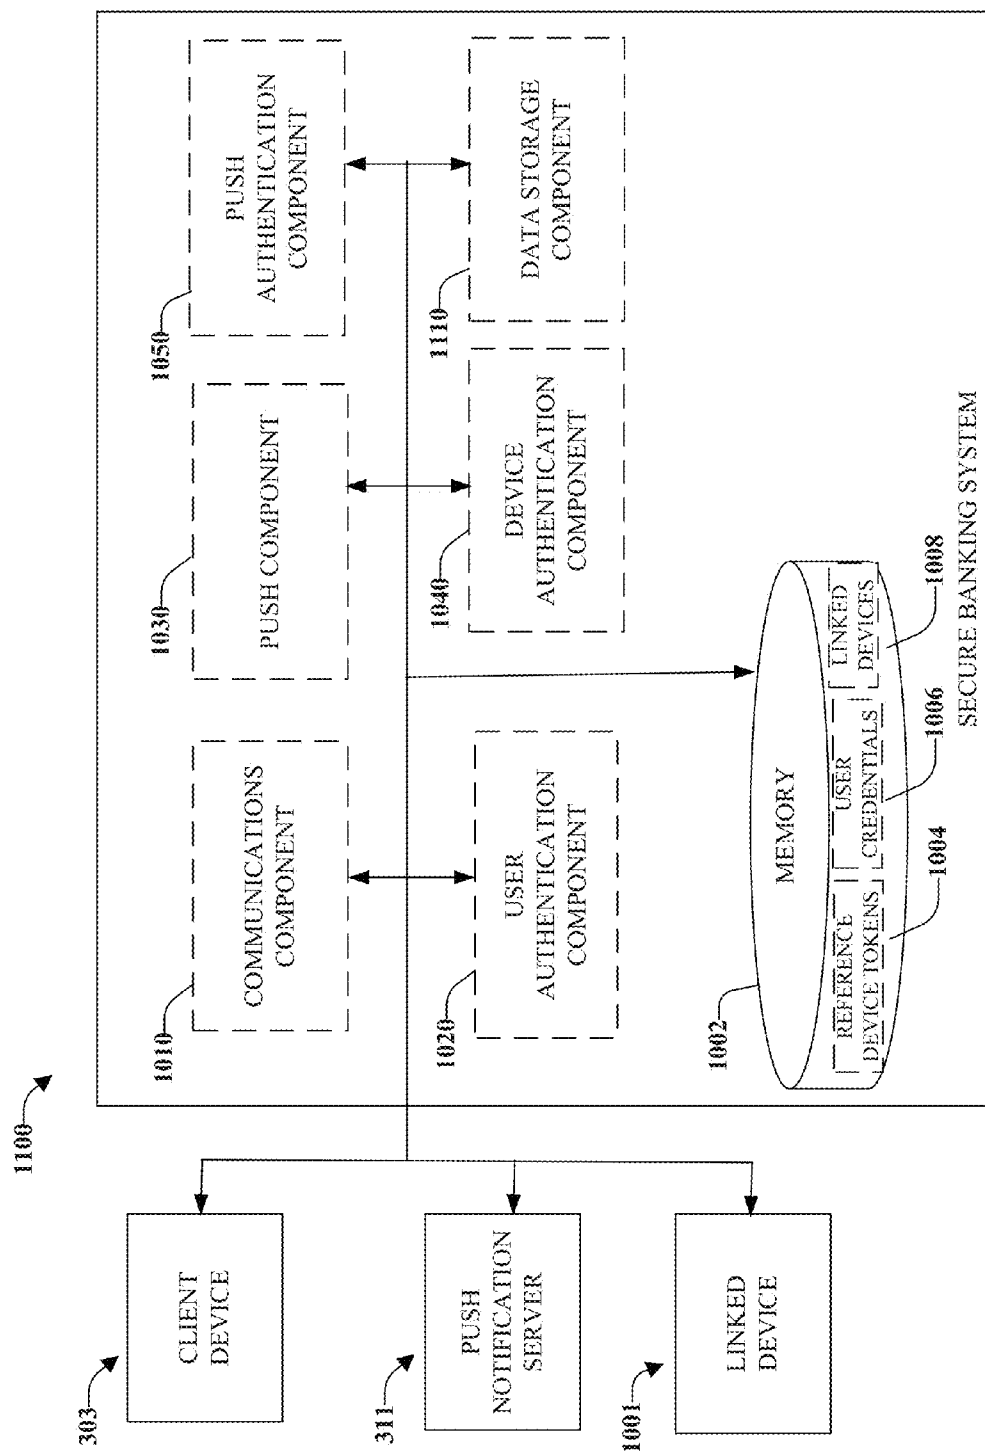 1100
303
CLIENT
DEVICE
311
PUSH
NOTIFICATION
SERVER
1001
LINKED
DEVICE
1010
COMMUNICATIONS
COMPONENT
1030
PUSH COMPONENT
1050
PUSH
AUTHENTICATION
COMPONENT
1020
USER
AUTHENTICATION
COMPONENT
1040
DEVICE
AUTHENTICATION
COMPONENT
1110
DATA STORAGE
COMPONENT
1002
MEMORY
REFERENCE
DEVICE TOKENS
USER
CREDENTIALS
LINKED
DEVICES
1004
1006
1008
SECURE BANKING SYSTEM